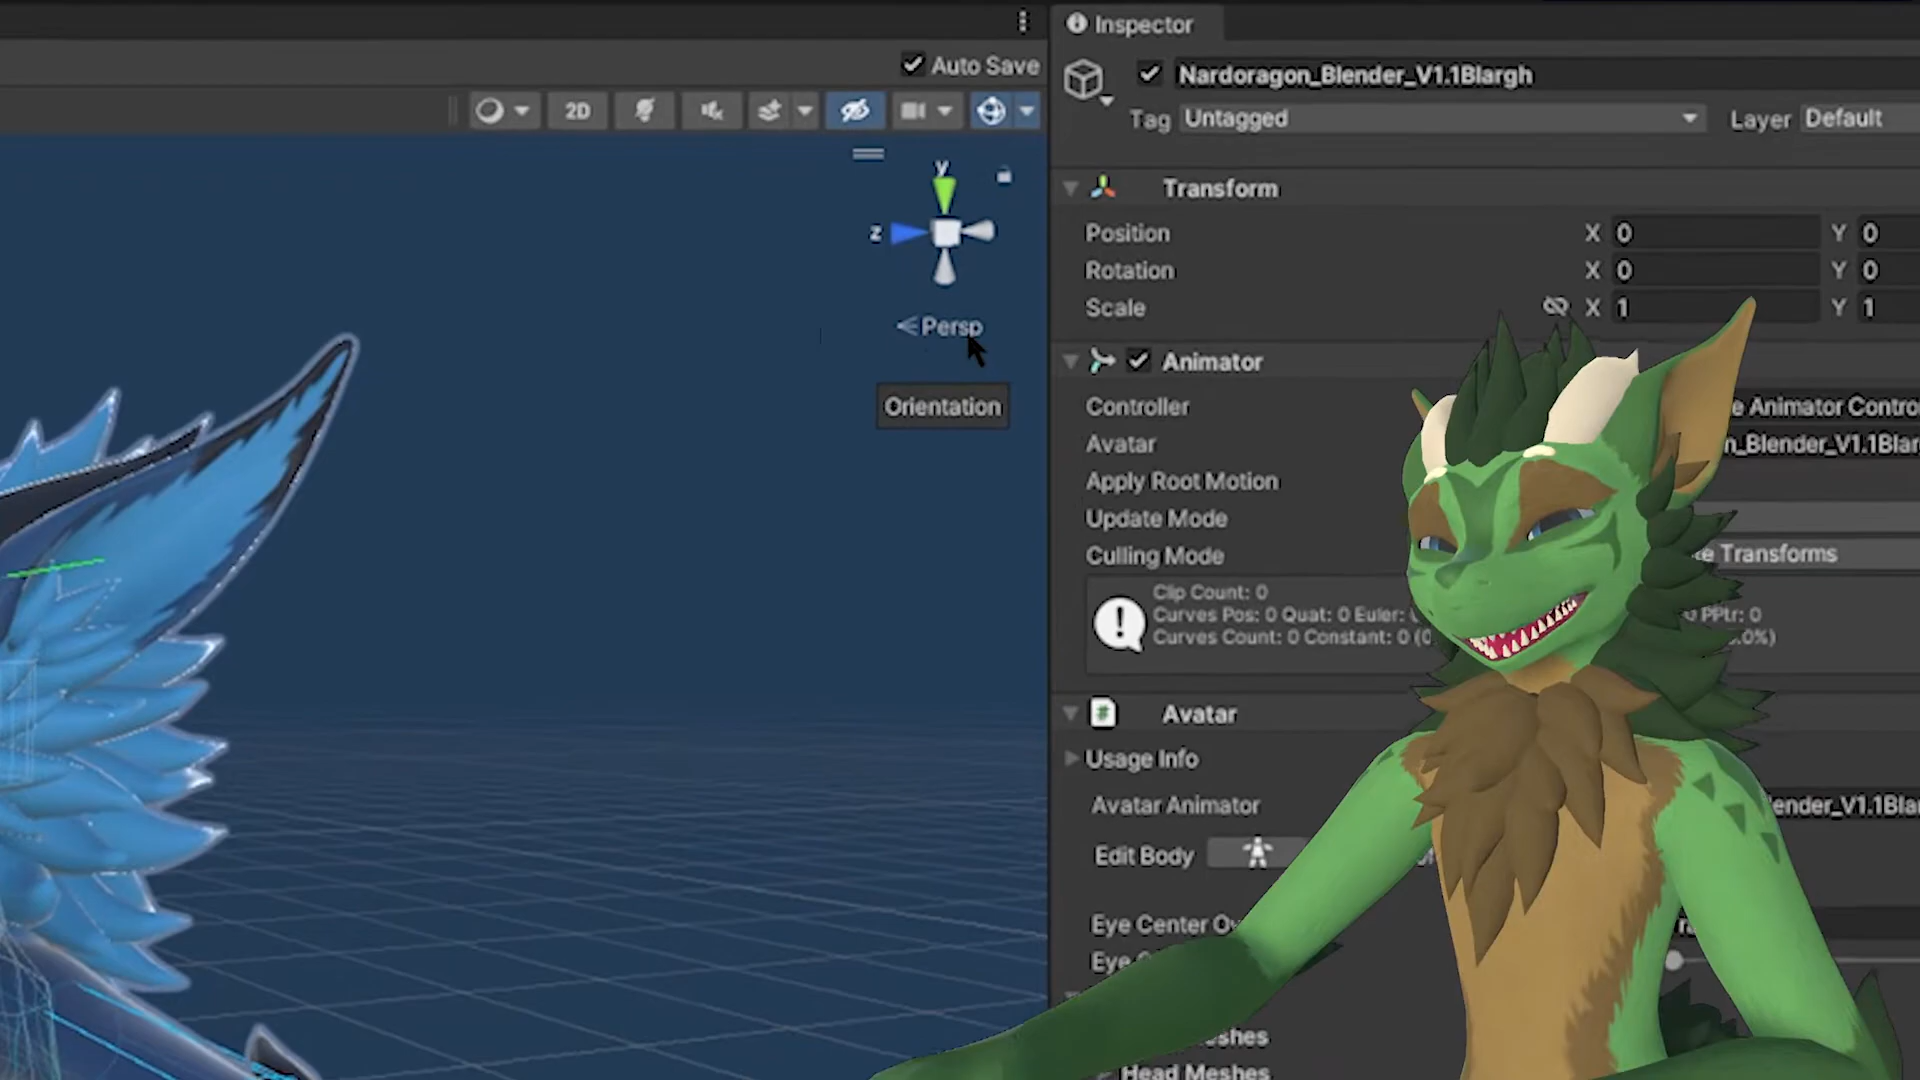 Inspector
Auto Save
Nardoragon_Blender_V1.1Blargh
Tag Untagged Layer Default
2D
y
z
Persp
Orientation
Transform
Position X 0 Y 0
Rotation X 0 Y 0
Scale X 1 Y 1
Animator
Controller e Animator Contro
Avatar n_Blender_V1.1Blar
Apply Root Motion
Update Mode
Culling Mode e Transforms
Clip Count: 0
Curves Pos: 0 Quat: 0 Euler: PPtr: 0
Curves Count: 0 Constant: 0 (0 .0%)
Avatar
Usage Info
Avatar Animator ender_V1.1Bla
Edit Body
Eye Center Ov
Eye
eshes
Head Meshes